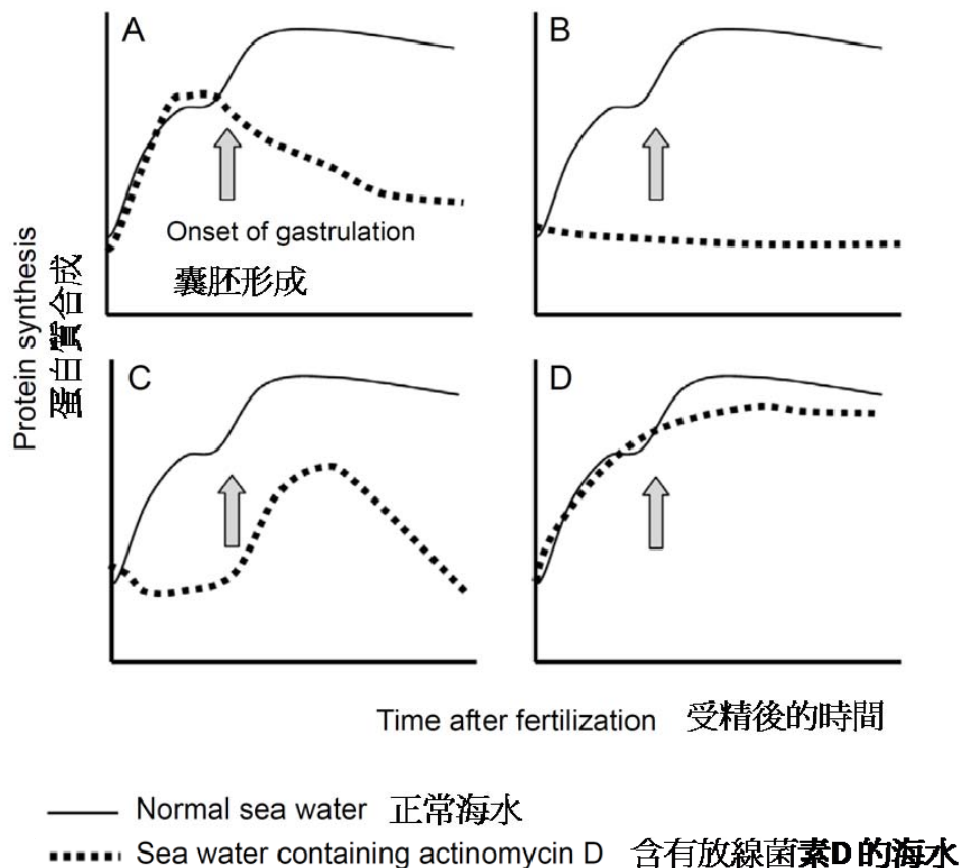 A
B
Onset of gastrulation
囊胚形成
Protein synthesis
蛋白質合成
C
D
Time after fertilization 受精後的時間
Normal sea water 正常海水
Sea water containing actinomycin D 含有放線菌素D的海水